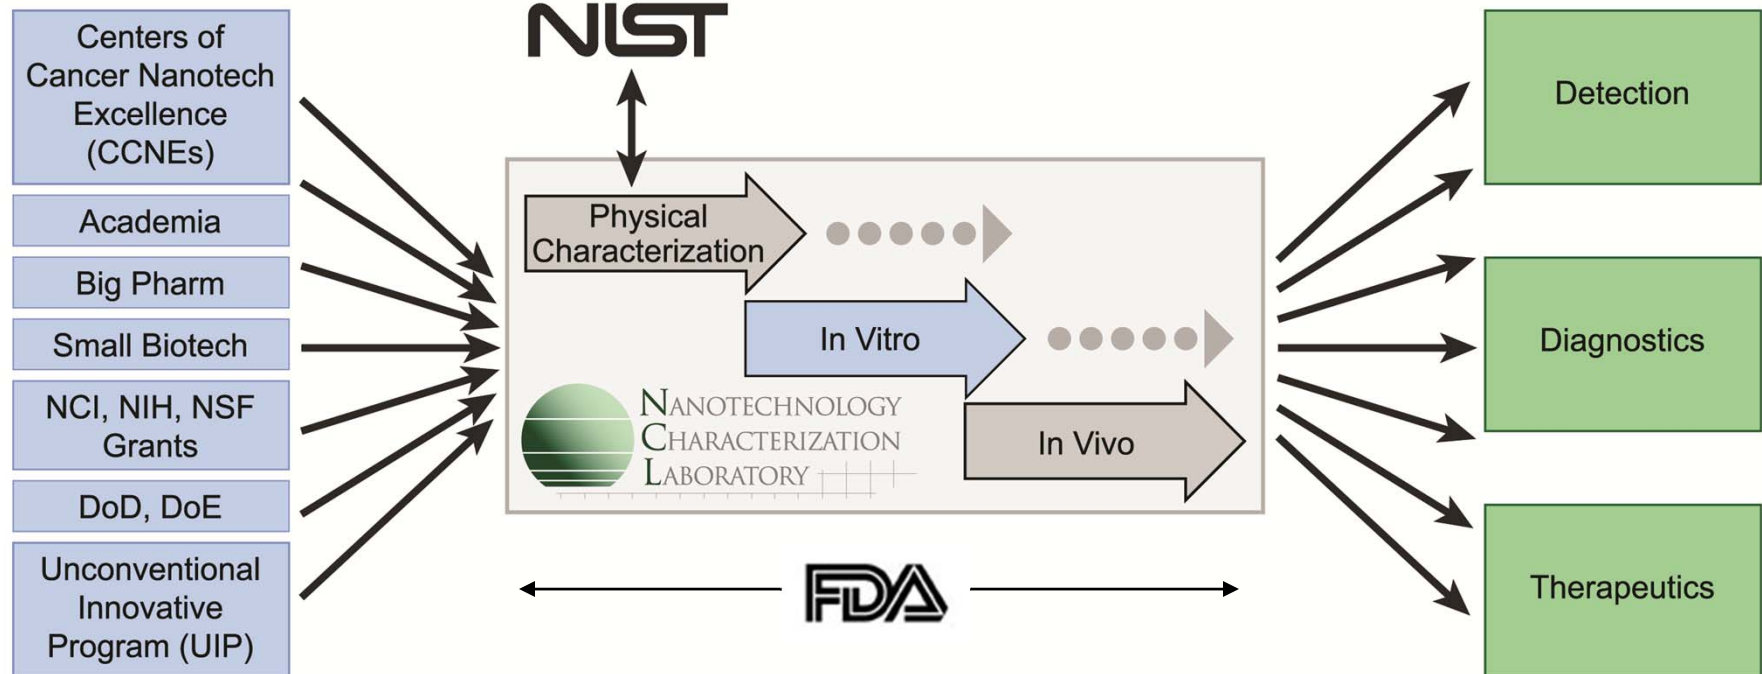 Centers of
Cancer Nanotech
Excellence
(CCNEs)
Academia
Big Pharm
Small Biotech
NCI, NIH, NSF
Grants
DoD, DoE
Unconventional
Innovative
Program (UIP)
NIST
Physical
Characterization
In Vitro
In Vivo
NANOTECHNOLOGY
CHARACTERIZATION
LABORATORY
FDA
Detection
Diagnostics
Therapeutics